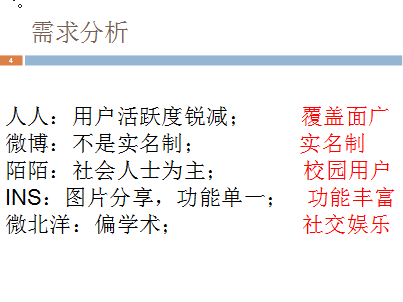 需求分析
4
人人：用户活跃度锐减； 覆盖面广
微博：不是实名制； 实名制
陌陌：社会人士为主； 校园用户
INS：图片分享，功能单一； 功能丰富
微北洋：偏学术； 社交娱乐